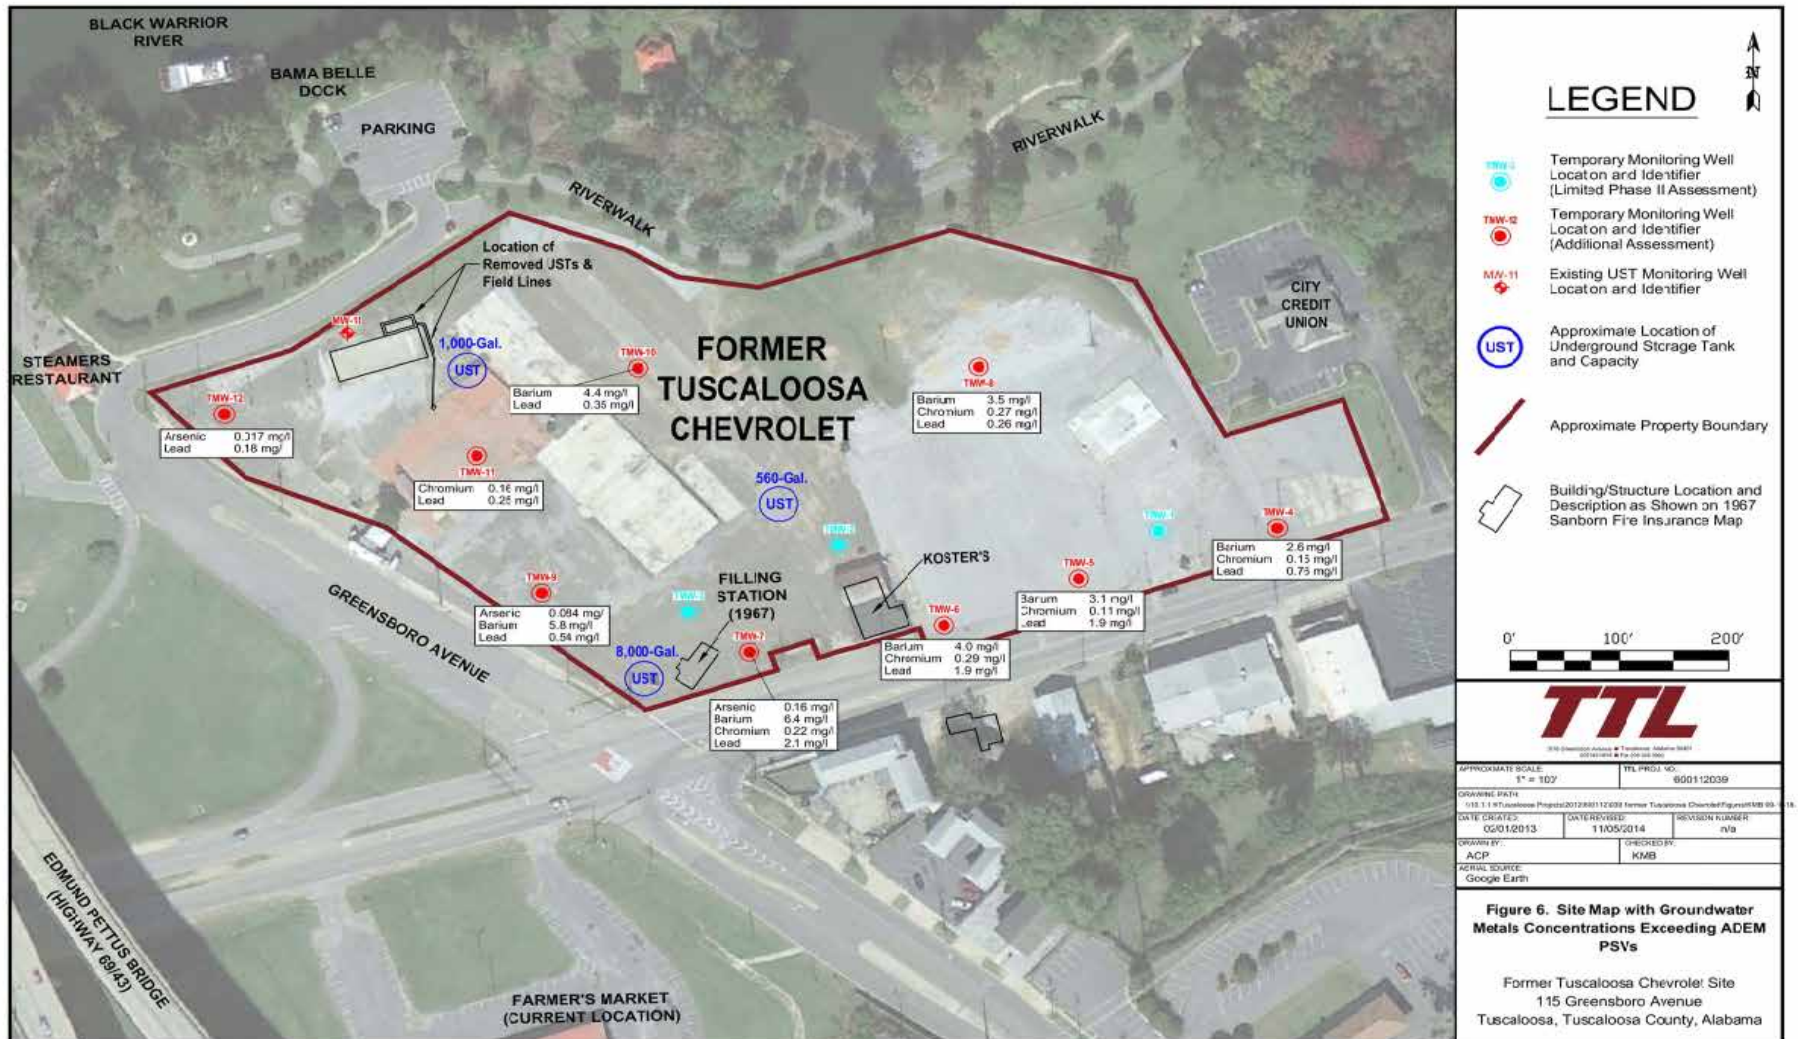 BLACK WARRIOR
RIVER
BAMA BELLE
DOCK
PARKING
RIVERWALK
RIVERWALK
Location of
Removed USTs &
Field Lines
CITY
CREDIT
UNION
STEAMERS
RESTAURANT
MW-11
1,000-Gal.
UST
TMW-10
Barium 4.4 mg/l
Lead 0.35 mg/l
FORMER
TUSCALOOSA
CHEVROLET
TMW-8
Barium 3.5 mg/l
Chromium 0.27 mg/l
Lead 0.26 mg/l
TMW-12
Arsenic 0.017 mg/l
Lead 0.18 mg/l
TMW-11
Chromium 0.16 mg/l
Lead 0.25 mg/l
560-Gal.
UST
TMW-2
TMW-1
TMW-4
Barium 2.6 mg/l
Chromium 0.15 mg/l
Lead 0.75 mg/l
KOSTER'S
TMW-5
Barium 3.1 mg/l
Chromium 0.11 mg/l
Lead 1.9 mg/l
TMW-9
Arsenic 0.084 mg/
Barium 5.8 mg/l
Lead 0.54 mg/l
TMW-3
FILLING
STATION
(1967)
TMW-6
Barium 4.0 mg/l
Chromium 0.29 mg/l
Lead 1.9 mg/l
TMW-7
8,000-Gal.
UST
Arsenic 0.16 mg/l
Barium 6.4 mg/l
Chromium 0.22 mg/l
Lead 2.1 mg/l
GREENSBORO AVENUE
EDMUND PETTUS BRIDGE
(HIGHWAY 69/43)
FARMER'S MARKET
(CURRENT LOCATION)
N
LEGEND
Temporary Monitoring Well
Location and Identifier
(Limited Phase II Assessment)
TMW-12
Temporary Monitoring Well
Location and Identifier
(Additional Assessment)
MW-11
Existing UST Monitoring Well
Location and Identifier
UST
Approximate Location of
Underground Storage Tank
and Capacity
Approximate Property Boundary
Building/Structure Location and
Description as Shown on 1967
Sanborn Fire Insurance Map
0' 100' 200'
TTL
APPROXIMATE SCALE:
1" = 100'
TTL PROJ. NO.:
600112039
DRAWING PATH:
DATE CREATED:
02/01/2013
DATE REVISED:
11/05/2014
REVISION NUMBER
n/a
DRAWN BY:
ACP
CHECKED BY:
KMB
AERIAL SOURCE:
Google Earth
Figure 6. Site Map with Groundwater
Metals Concentrations Exceeding ADEM
PSVs
Former Tuscaloosa Chevrolet Site
115 Greensboro Avenue
Tuscaloosa, Tuscaloosa County, Alabama